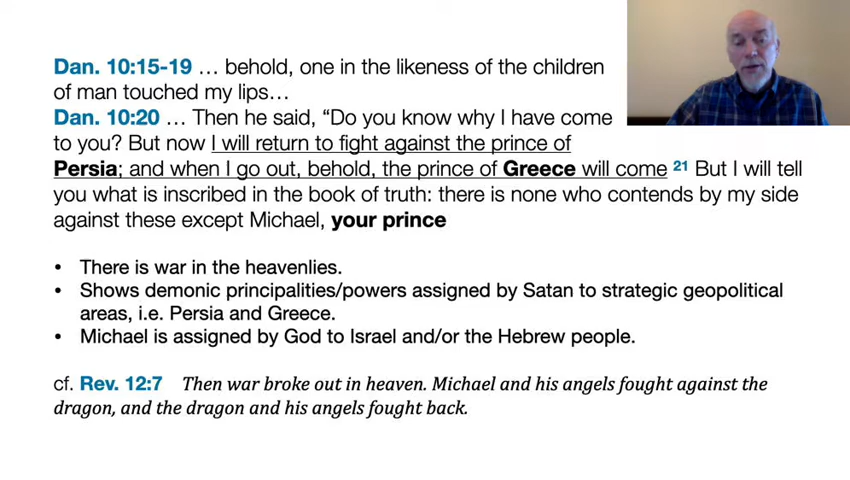 Dan. 10:15-19 … behold, one in the likeness of the children
of man touched my lips…
Dan. 10:20 … Then he said, “Do you know why I have come
to you? But now I will return to fight against the prince of
Persia; and when I go out, behold, the prince of Greece will come 21 But I will tell
you what is inscribed in the book of truth: there is none who contends by my side
against these except Michael, your prince
• There is war in the heavenlies.
• Shows demonic principalities/powers assigned by Satan to strategic geopolitical
areas, i.e. Persia and Greece.
• Michael is assigned by God to Israel and/or the Hebrew people.
cf. Rev. 12:7 Then war broke out in heaven. Michael and his angels fought against the
dragon, and the dragon and his angels fought back.